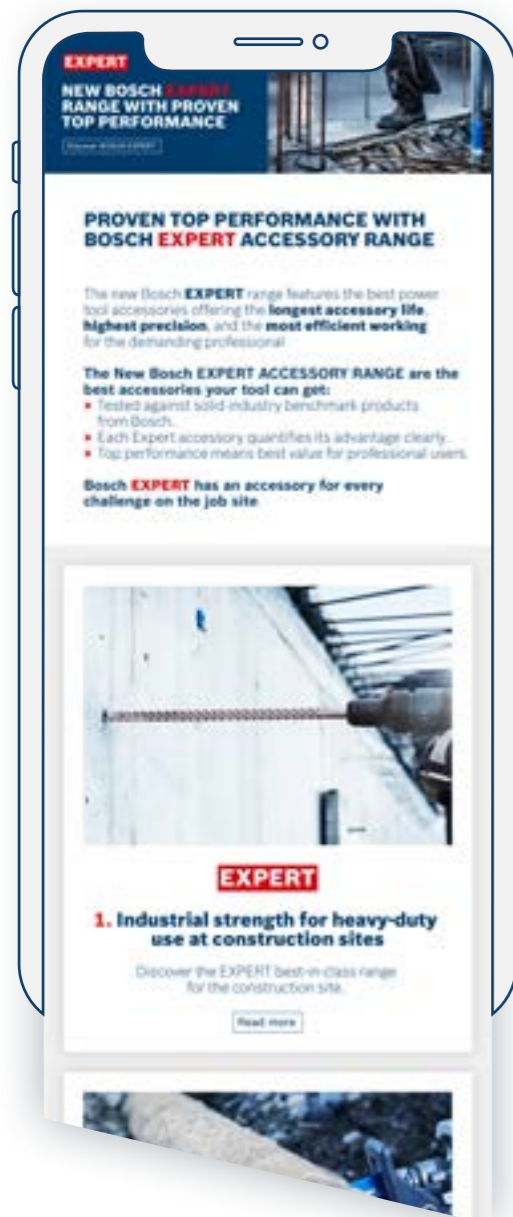 EXPERT
NEW BOSCH EXPERT
RANGE WITH PROVEN
TOP PERFORMANCE
Discover BOSCH EXPERT
PROVEN TOP PERFORMANCE WITH
BOSCH EXPERT ACCESSORY RANGE
The new Bosch EXPERT range features the best power
tool accessories offering the longest accessory life,
highest precision, and the most efficient working
for the demanding professional
The New Bosch EXPERT ACCESSORY RANGE are the
best accessories your tool can get:
Tested against solid industry benchmark products
from Bosch.
Each Expert accessory quantifies its advantage clearly.
Top performance means best value for professional users.
Bosch EXPERT has an accessory for every
challenge on the job site
EXPERT
1. Industrial strength for heavy-duty
use at construction sites
Discover the EXPERT best-in-class range
for the construction site.
Read more